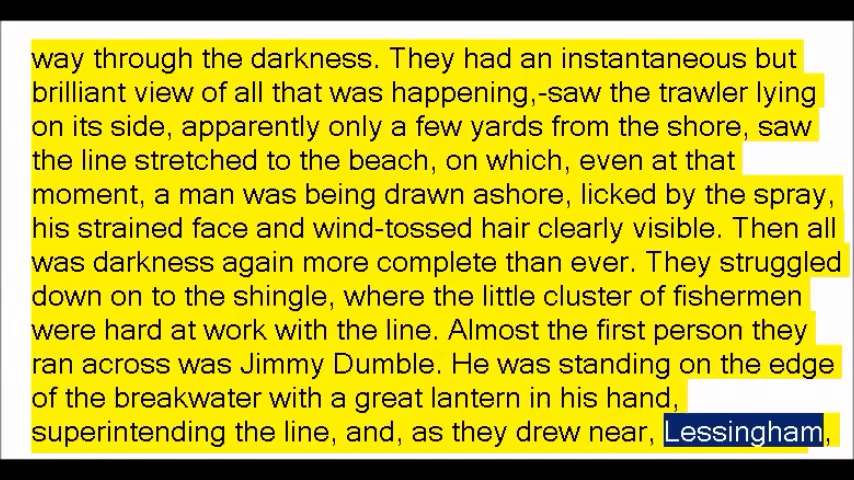 way through the darkness. They had an instantaneous but
brilliant view of all that was happening,-saw the trawler lying
on its side, apparently only a few yards from the shore, saw
the line stretched to the beach, on which, even at that
moment, a man was being drawn ashore, licked by the spray,
his strained face and wind-tossed hair clearly visible. Then all
was darkness again more complete than ever. They struggled
down on to the shingle, where the little cluster of fishermen
were hard at work with the line. Almost the first person they
ran across was Jimmy Dumble. He was standing on the edge
of the breakwater with a great lantern in his hand,
superintending the line, and, as they drew near, Lessingham,